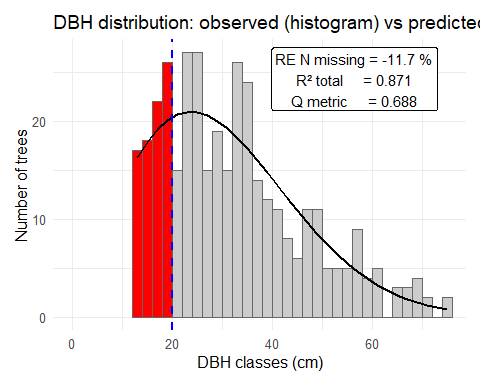 DBH distribution: observed (histogram) vs predicted
RE N missing = -11.7 %
R² total = 0.871
Q metric = 0.688
Number of trees
20
10
0
0 20 40 60
DBH classes (cm)